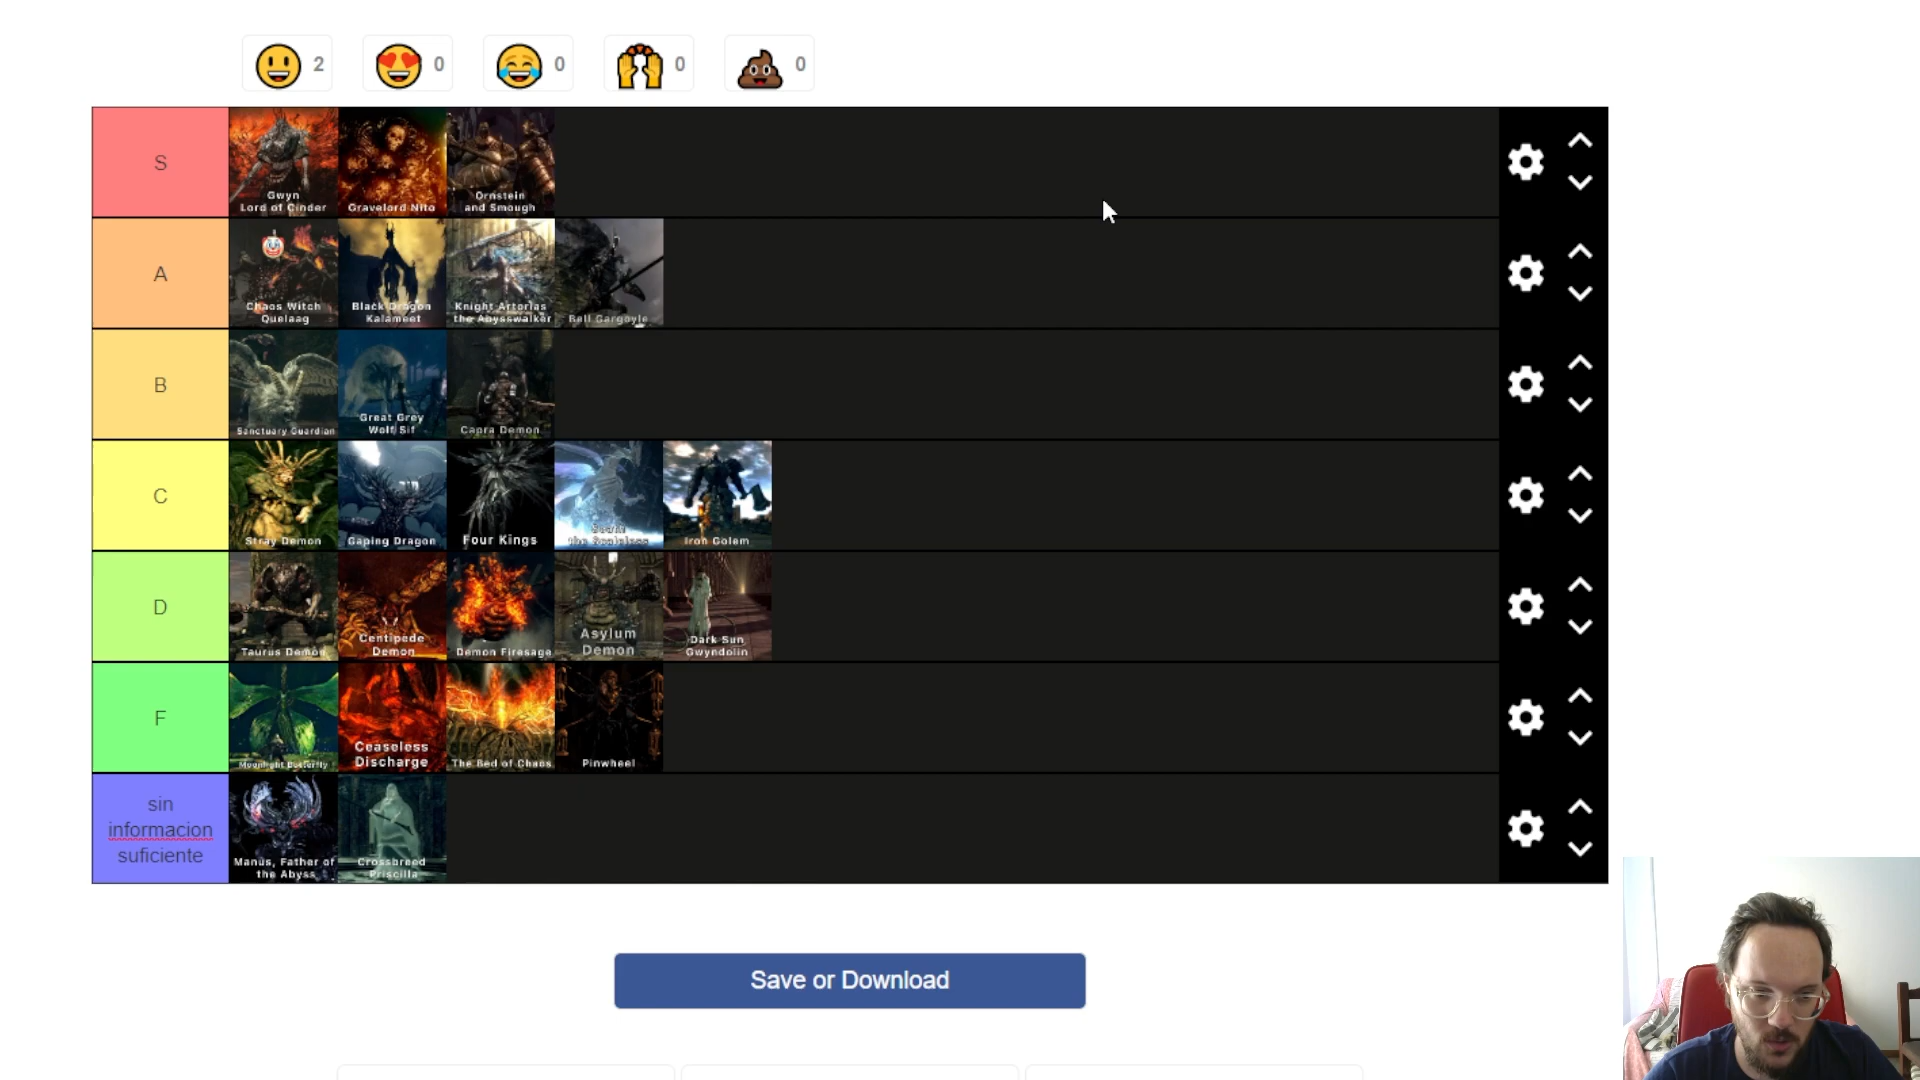 2
0
0
0
0
S
Gwyn
Lord of Cinder
Gravelord Nito
Ornstein
and Smough
A
Chaos Witch
Quelaag
Black Dragon
Kalameet
Knight Artorias
the Abysswalker
Bell Gargoyle
B
Sanctuary Guardian
Great Grey
Wolf Sif
Capra Demon
C
Stray Demon
Gaping Dragon
Four Kings
Seath
the Scaleless
Iron Golem
D
Taurus Demon
Centipede
Demon
Demon Firesage
Asylum
Demon
Dark Sun
Gwyndolin
F
Moonlight Butterfly
Ceaseless
Discharge
The Bed of Chaos
Pinwheel
sin
informacion
suficiente
Manus, Father of
the Abyss
Crossbreed
Priscilla
Save or Download